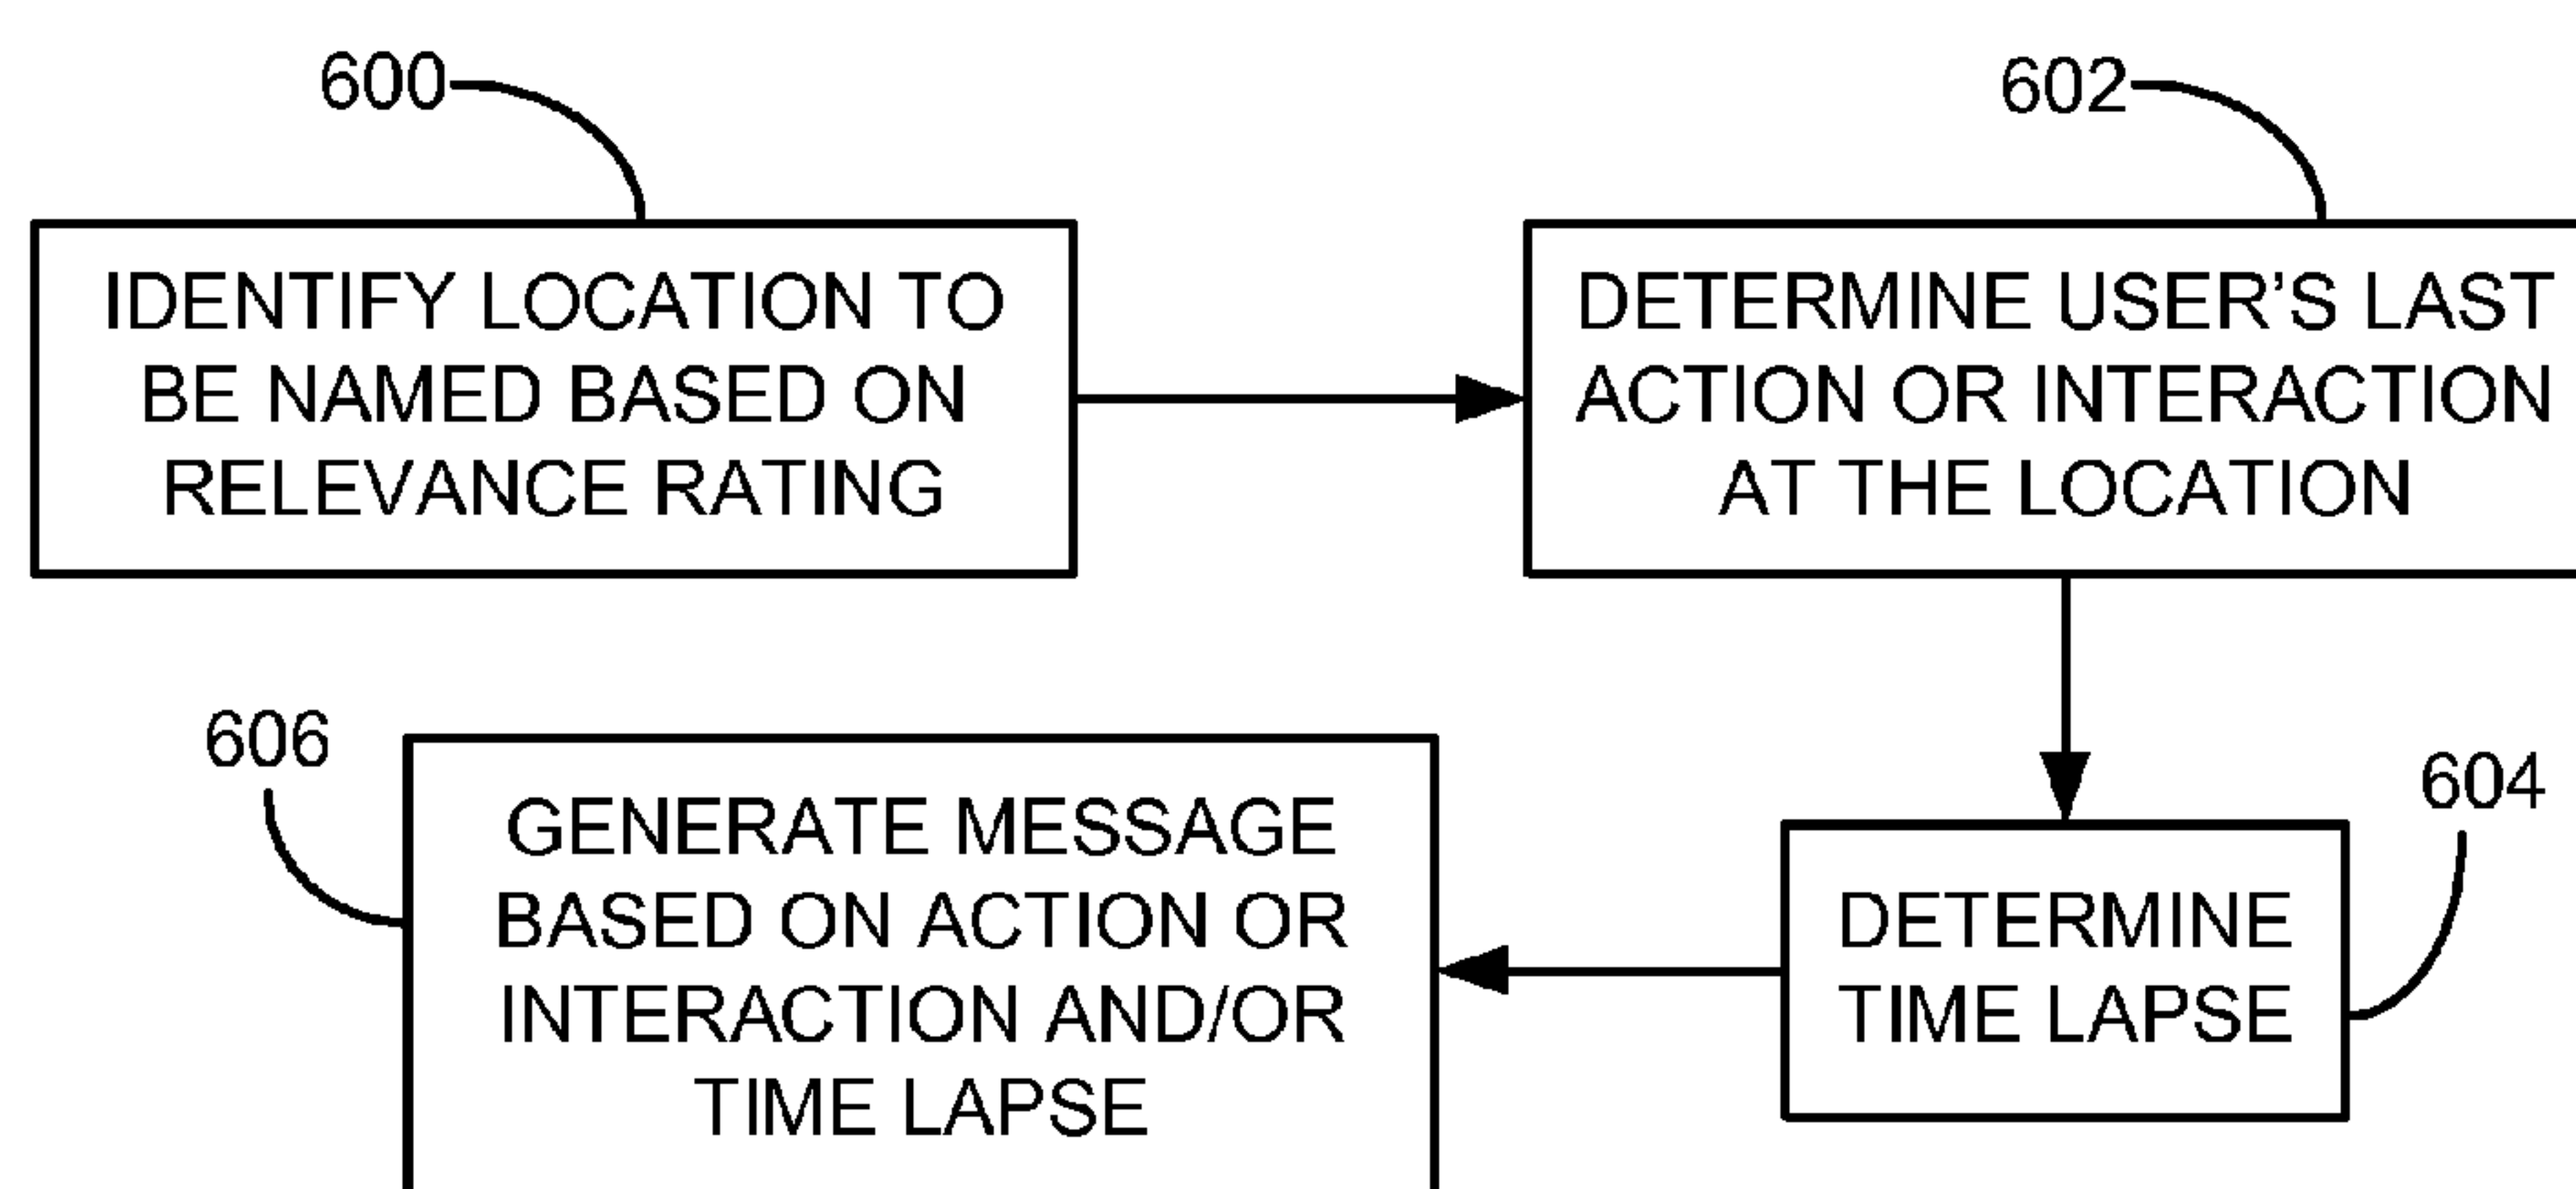 600
IDENTIFY LOCATION TO
BE NAMED BASED ON
RELEVANCE RATING
602
DETERMINE USER’S LAST
ACTION OR INTERACTION
AT THE LOCATION
604
DETERMINE
TIME LAPSE
606
GENERATE MESSAGE
BASED ON ACTION OR
INTERACTION AND/OR
TIME LAPSE